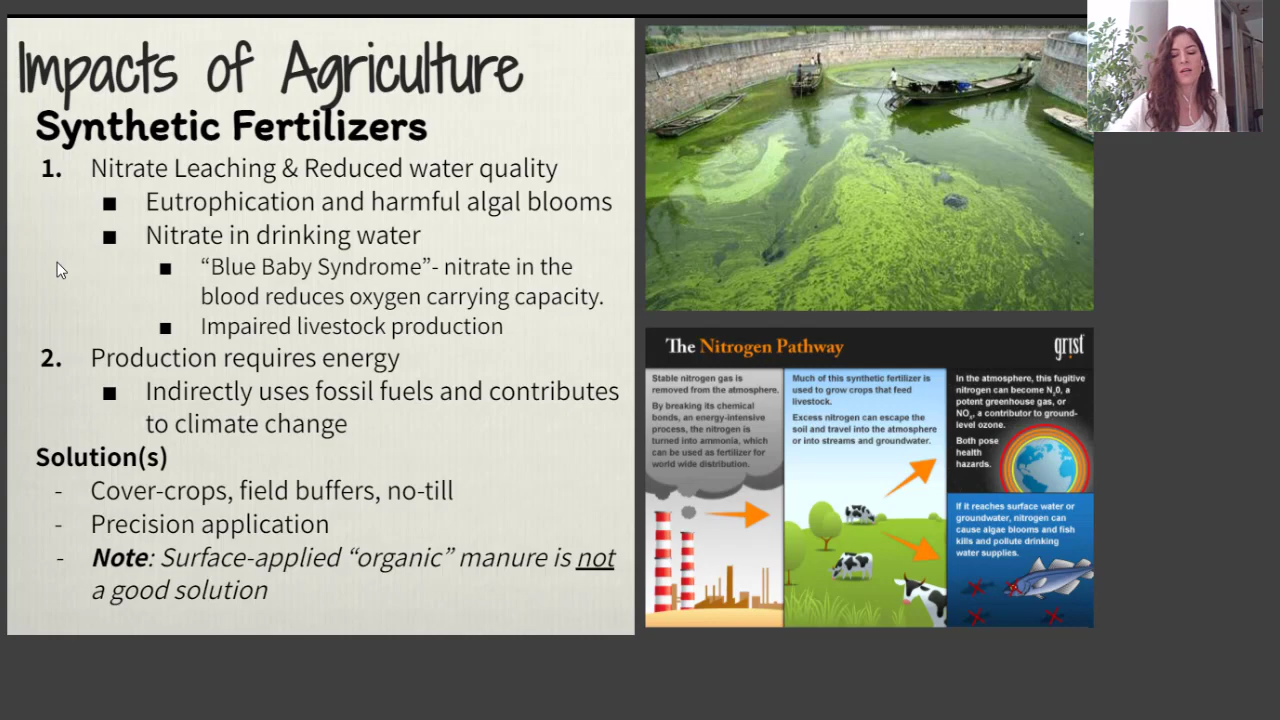 Impacts of Agriculture
Synthetic Fertilizers
1. Nitrate Leaching & Reduced water quality
■ Eutrophication and harmful algal blooms
■ Nitrate in drinking water
■ “Blue Baby Syndrome”- nitrate in the
blood reduces oxygen carrying capacity.
■ Impaired livestock production
2. Production requires energy
■ Indirectly uses fossil fuels and contributes
to climate change
Solution(s)
- Cover-crops, field buffers, no-till
- Precision application
- Note: Surface-applied “organic” manure is not
a good solution
The Nitrogen Pathway
grist
Stable nitrogen gas is
removed from the atmosphere.
By breaking its chemical
bonds, an energy-intensive
process, the nitrogen is
turned into ammonia, which
can be used as fertilizer for
world wide distribution.
Much of this synthetic fertilizer is
used to grow crops that feed
livestock.
Excess nitrogen can escape the
soil and travel into the atmosphere
or into streams and groundwater.
In the atmosphere, this fugitive
nitrogen can become N₂0, a
potent greenhouse gas, or
NOₓ, a contributor to ground-
level ozone.
Both pose
health
hazards.
If it reaches surface water or
groundwater, nitrogen can
cause algae blooms and fish
kills and pollute drinking
water supplies.